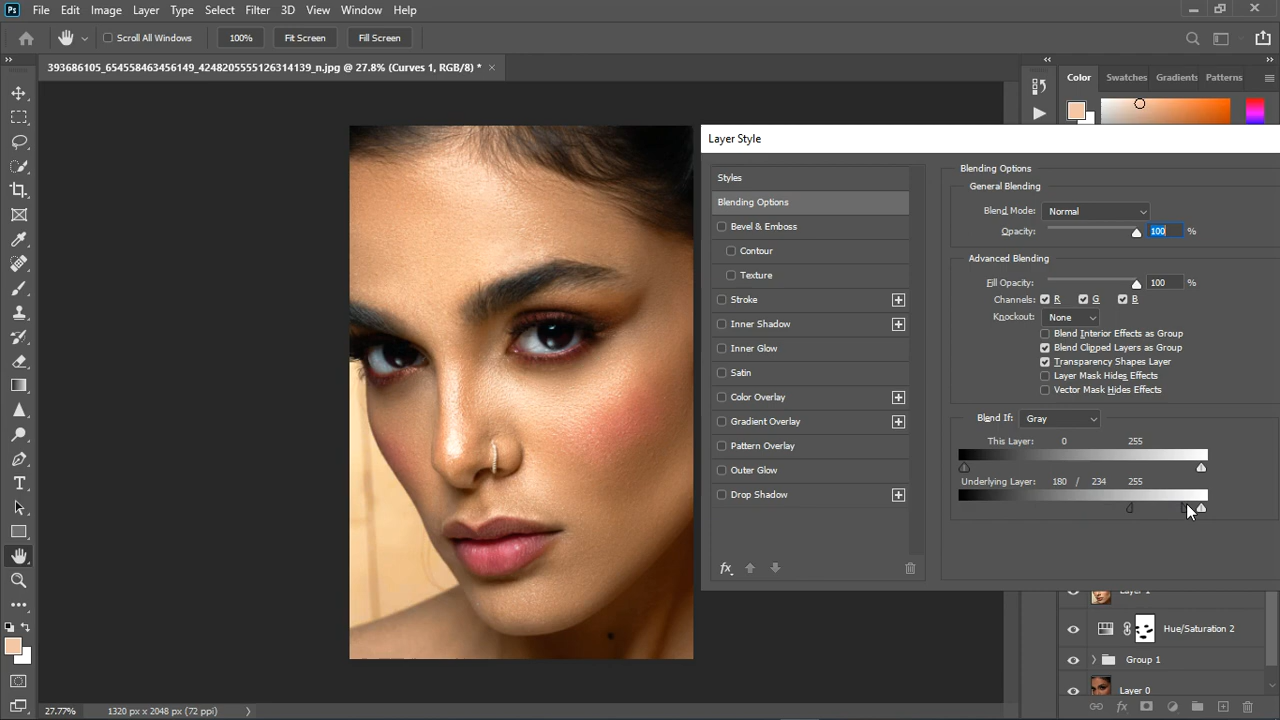 Ps File Edit Image Layer Type Select Filter 3D View Window Help
Scroll All Windows 100% Fit Screen Fill Screen
393686105_654558463456149_4248205555126314139_n.jpg @ 27.8% (Curves 1, RGB/8) *
Color Swatches Gradients Patterns
Layer Style
Styles
Blending Options
Bevel & Emboss
Contour
Texture
Stroke
Inner Shadow
Inner Glow
Satin
Color Overlay
Gradient Overlay
Pattern Overlay
Outer Glow
Drop Shadow
fx
Blending Options
General Blending
Blend Mode: Normal
Opacity: 100 %
Advanced Blending
Fill Opacity: 100 %
Channels: R G B
Knockout: None
Blend Interior Effects as Group
Blend Clipped Layers as Group
Transparency Shapes Layer
Layer Mask Hides Effects
Vector Mask Hides Effects
Blend If: Gray
This Layer: 0 255
Underlying Layer: 180 / 234 255
Layer 1
Hue/Saturation 2
Group 1
Layer 0
fx
27.77% 1320 px x 2048 px (72 ppi)